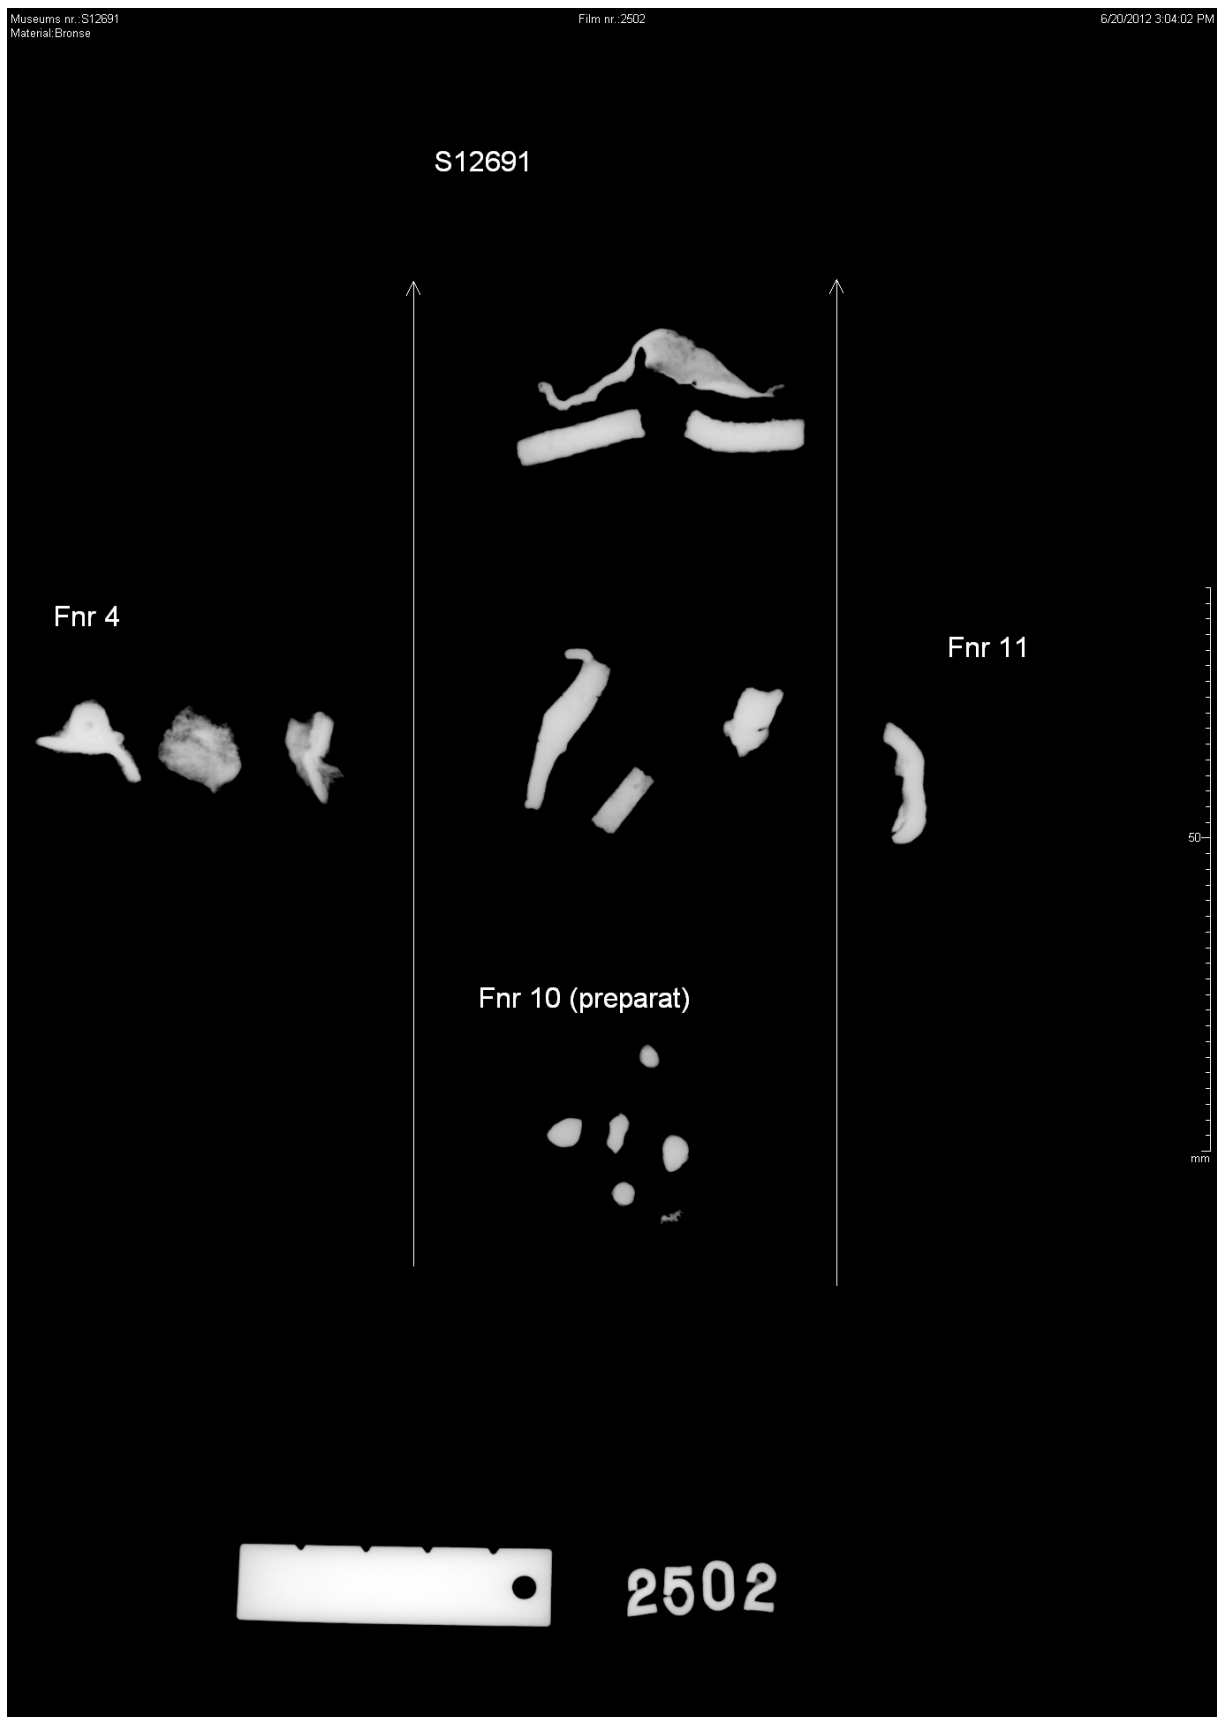 Museums nr.:S12691
Film nr.:2502
6/20/2012 3:04:02 PM
Material:Bronse
S12691
Fnr 4
Fnr 11
50
Fnr 10 (preparat)
mm
2502